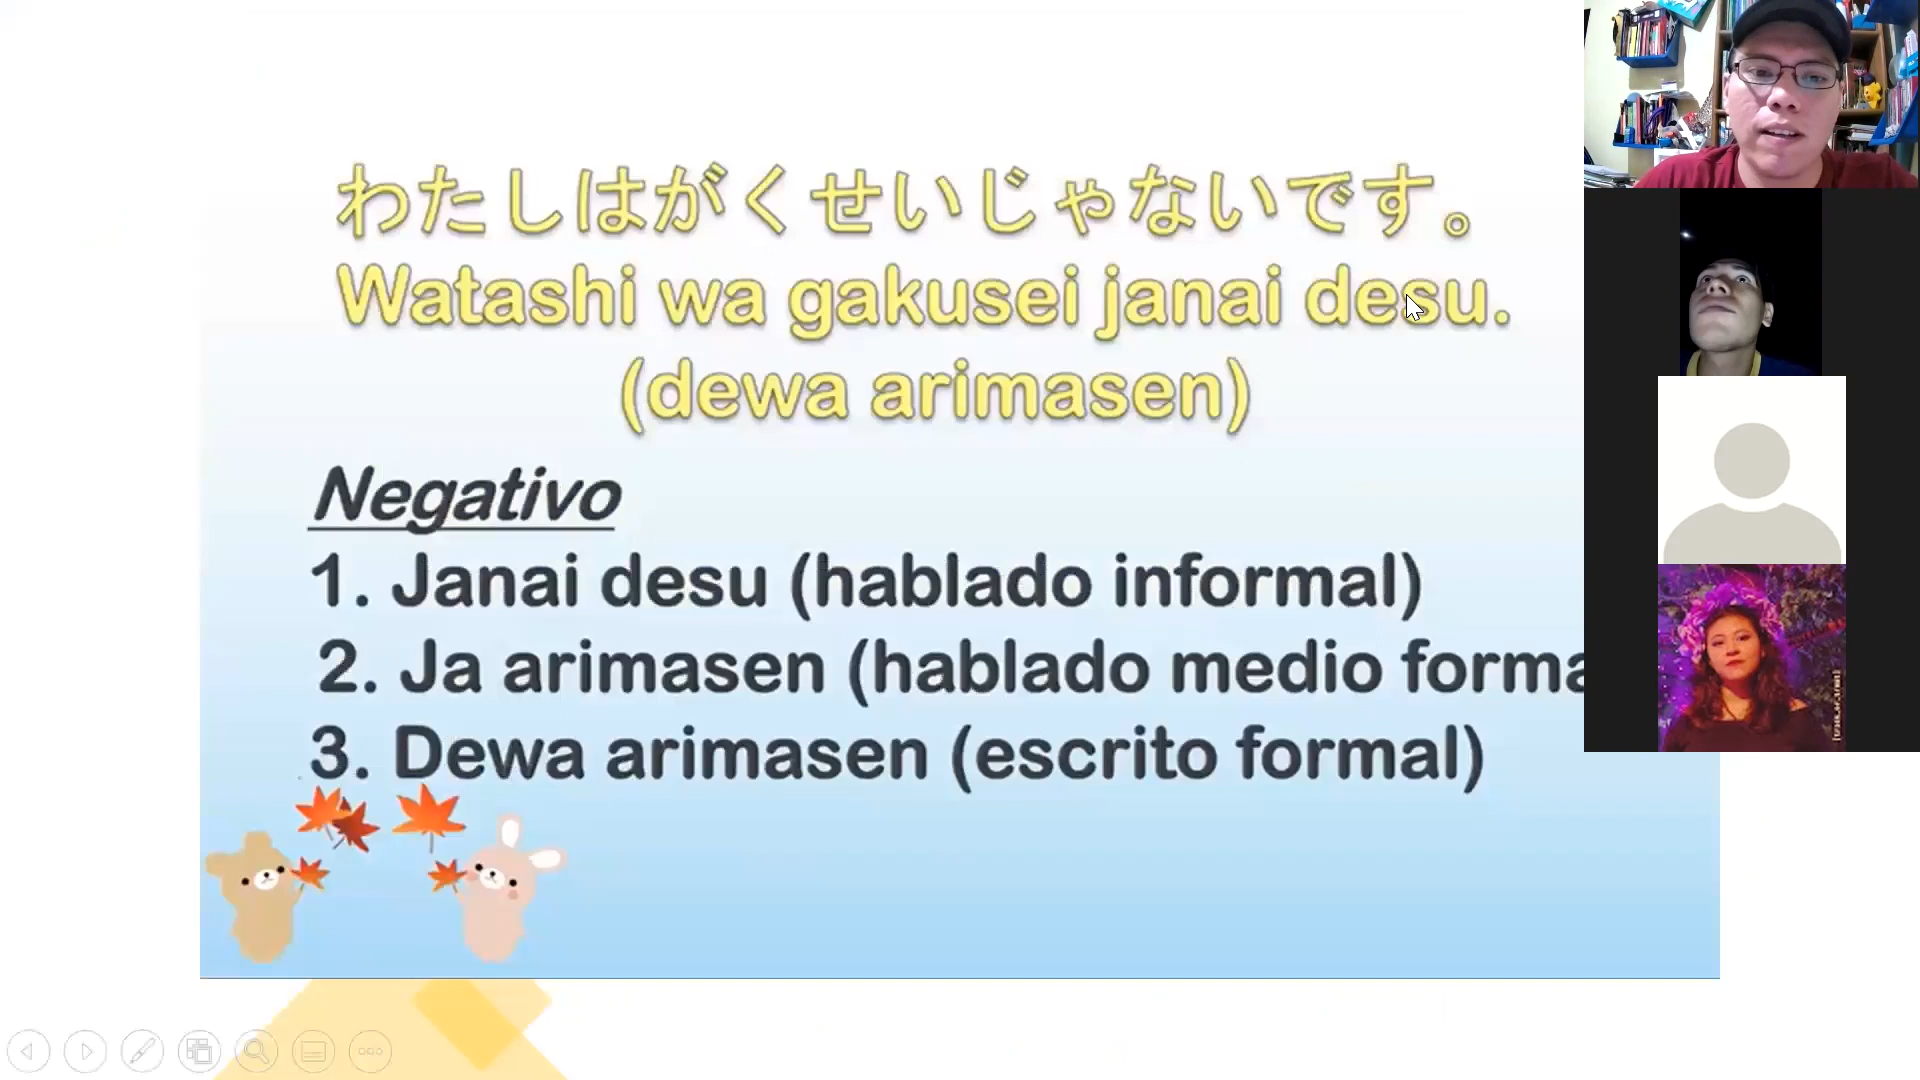 わたしはがくせいじゃないです。
Watashi wa gakusei janai desu.
(dewa arimasen)
Negativo
1. Janai desu (hablado informal)
2. Ja arimasen (hablado medio forma
3. Dewa arimasen (escrito formal)